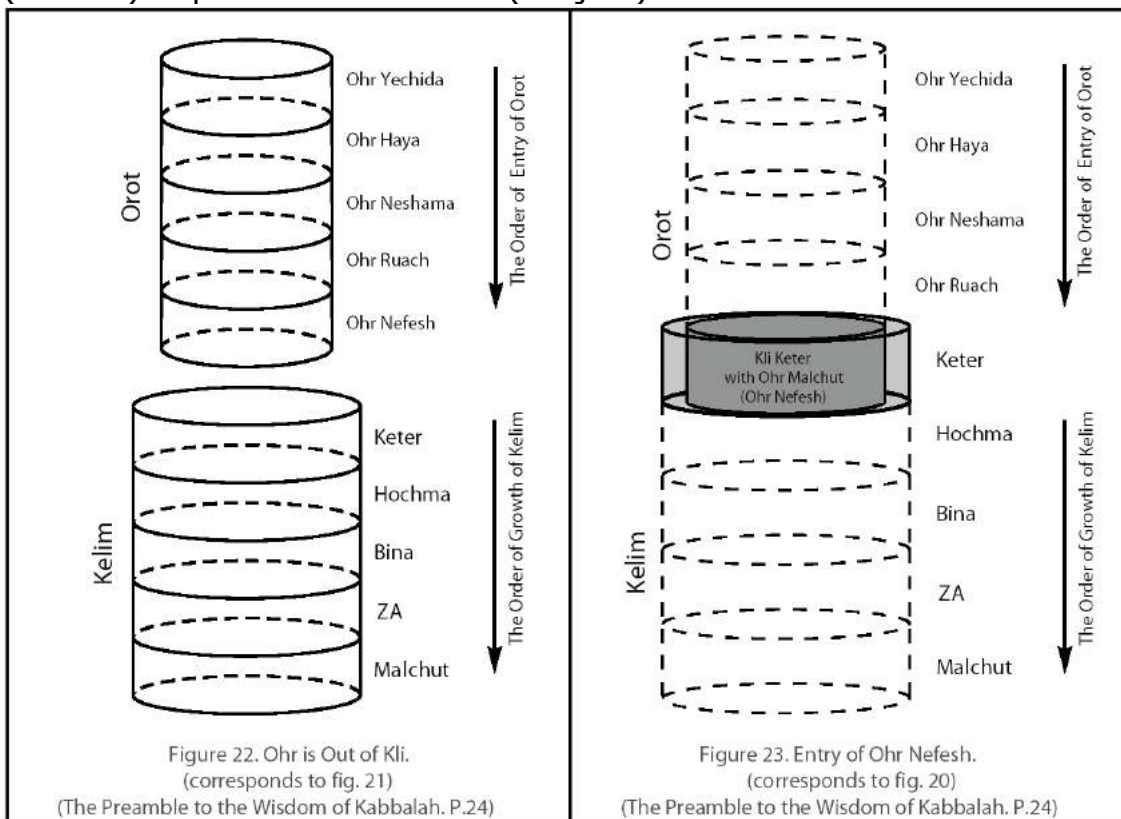 Orot
Ohr Yechida
Ohr Haya
Ohr Neshama
Ohr Ruach
Ohr Nefesh
The Order of Entry of Orot
Kelim
Keter
Hochma
Bina
ZA
Malchut
The Order of Growth of Kelim
Figure 22. Ohr is Out of Kli.
(corresponds to fig. 21)
(The Preamble to the Wisdom of Kabbalah. P.24)
Orot
Ohr Yechida
Ohr Haya
Ohr Neshama
Ohr Ruach
The Order of Entry of Orot
Kli Keter
with Ohr Malchut
(Ohr Nefesh)
Keter
Kelim
Hochma
Bina
ZA
Malchut
The Order of Growth of Kelim
Figure 23. Entry of Ohr Nefesh.
(corresponds to fig. 20)
(The Preamble to the Wisdom of Kabbalah. P.24)